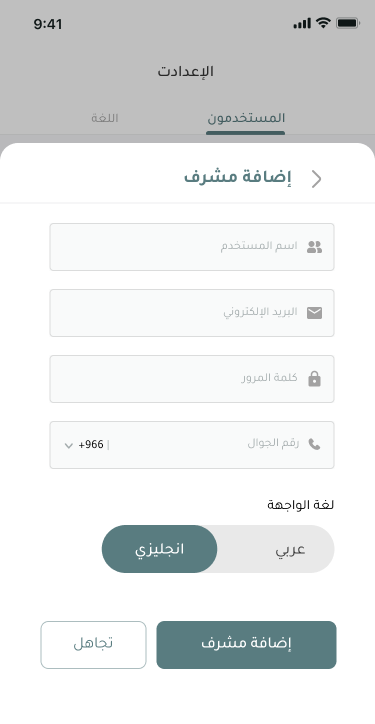 9:41
الإعدادت
المستخدمون
اللغة
إضافة مشرف
اسم المستخدم
البريد الإلكتروني
كلمة المرور
رقم الجوال
+966 |
لغة الواجهة
عربي
انجليزي
إضافة مشرف
تجاهل